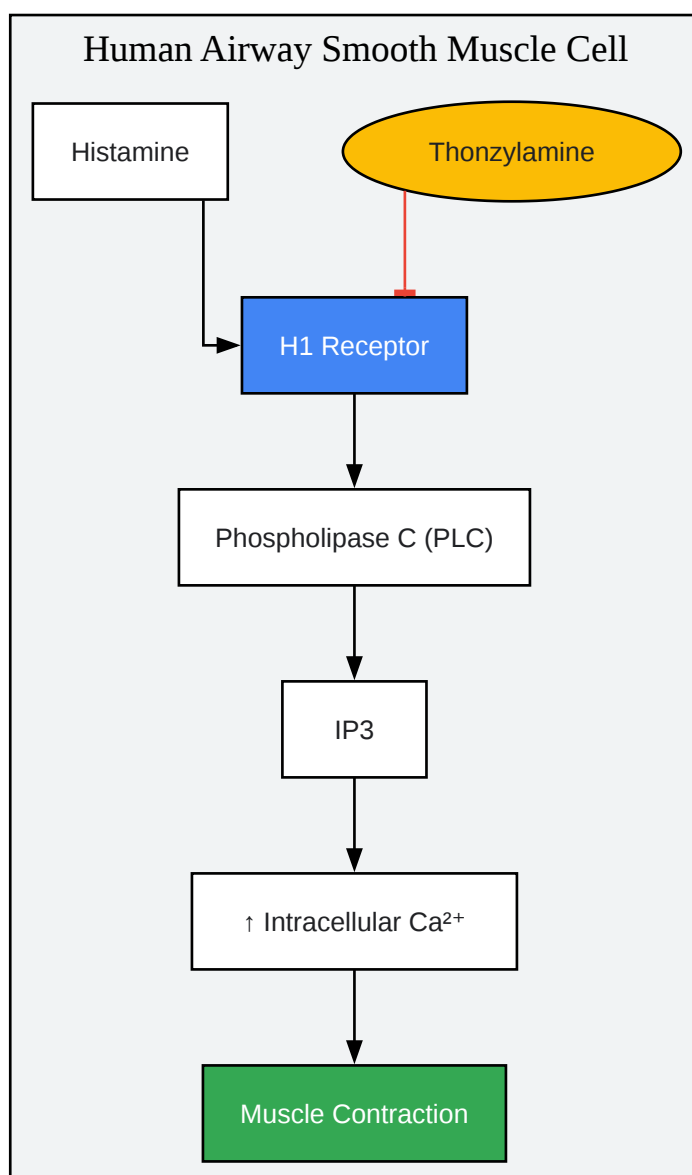 Human Airway Smooth Muscle Cell
Histamine
Thonzylamine
H1 Receptor
Phospholipase C (PLC)
IP3
↑ Intracellular Ca²⁺
Muscle Contraction